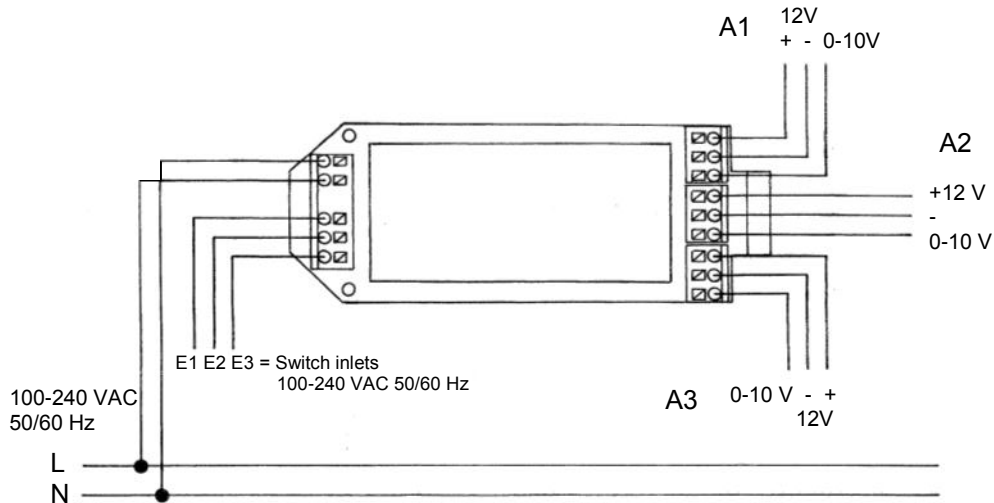 12V
A1
+ - 0-10V
A2
+12 V
-
0-10 V
E1 E2 E3 = Switch inlets
100-240 VAC 50/60 Hz
100-240 VAC
50/60 Hz
A3
0-10 V - +
12V
L
N